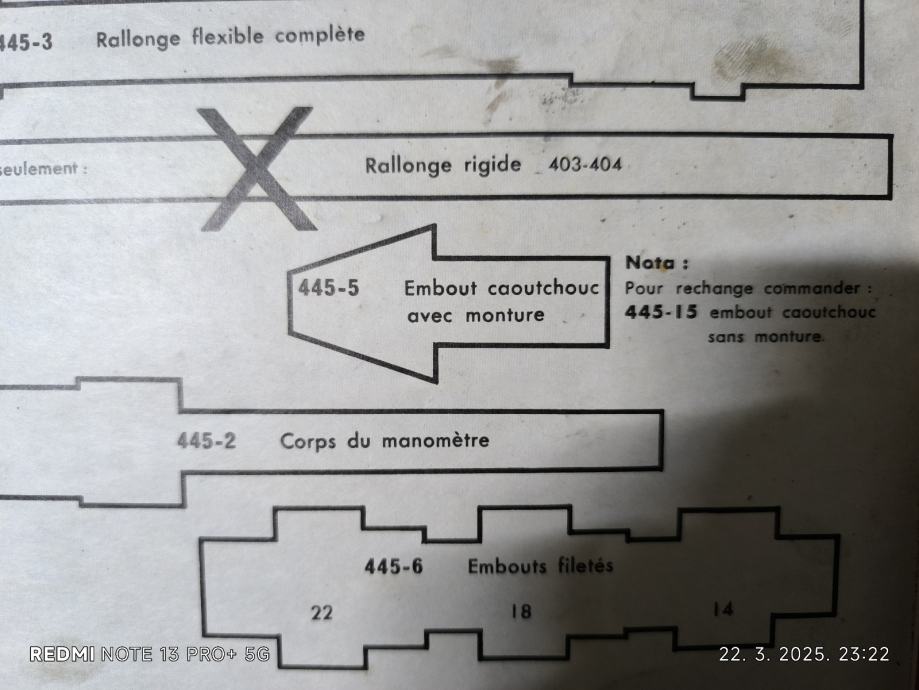 445-3 Rallonge flexible complète
seulement :
Rallonge rigide 403-404
445-5 Embout caoutchouc
avec monture
Nota :
Pour rechange commander :
445-15 embout caoutchouc
sans monture.
445-2 Corps du manomètre
445-6 Embouts filetés
22 18 14
REDMI NOTE 13 PRO+ 5G
22. 3. 2025. 23:22